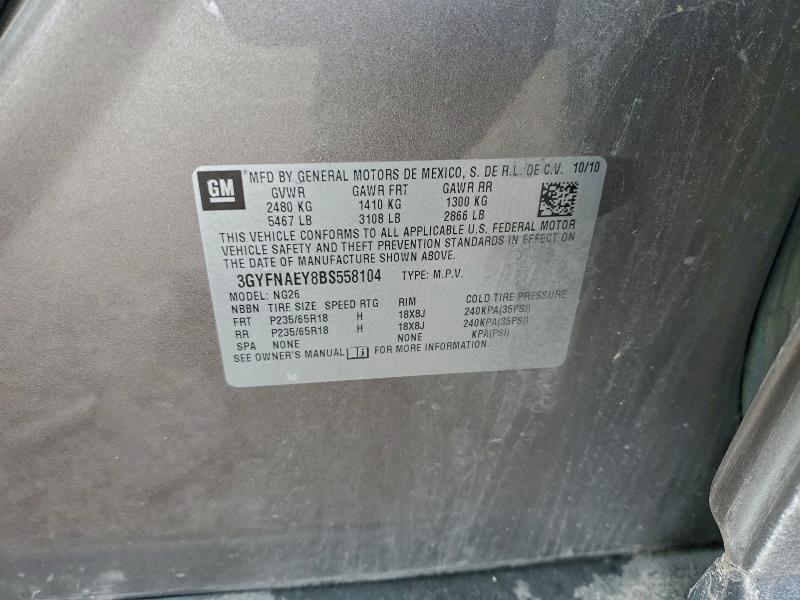 GM
MFD BY GENERAL MOTORS DE MEXICO, S. DE R.L. DE C.V. 10/10
GVWR GAWR FRT GAWR RR
2480 KG 1410 KG 1300 KG
5467 LB 3108 LB 2866 LB
THIS VEHICLE CONFORMS TO ALL APPLICABLE U.S. FEDERAL MOTOR
VEHICLE SAFETY AND THEFT PREVENTION STANDARDS IN EFFECT ON
THE DATE OF MANUFACTURE SHOWN ABOVE.
3GYFNAEY8BS558104 TYPE: M.P.V.
MODEL: NG26
NBBN TIRE SIZE SPEED RTG RIM COLD TIRE PRESSURE
FRT P235/65R18 H 18X8J 240KPA(35PSI)
RR P235/65R18 H 18X8J 240KPA(35PSI)
SPA NONE NONE KPA(PSI)
SEE OWNER'S MANUAL FOR MORE INFORMATION.